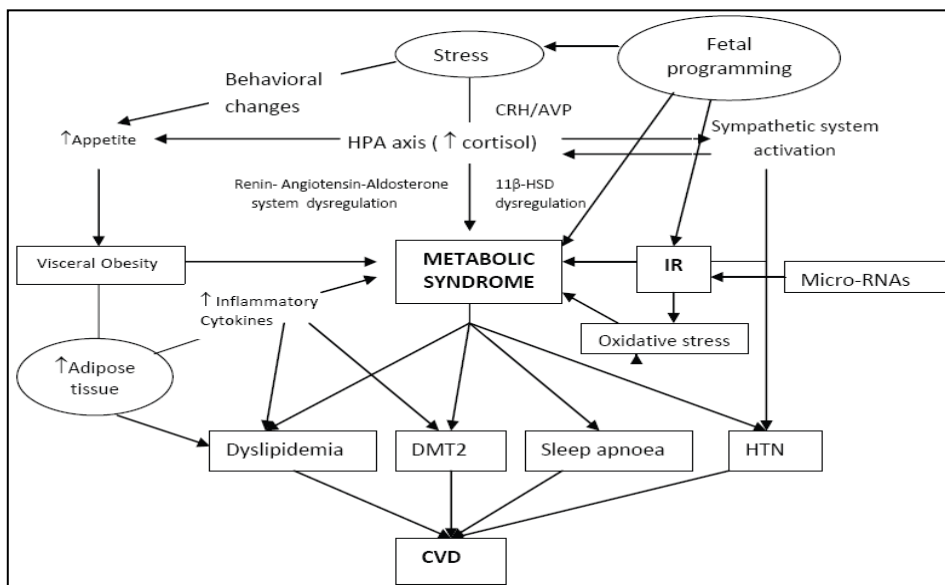 Fetal
programming
Stress
Behavioral
changes
CRH/AVP
↑Appetite
HPA axis ( ↑ cortisol)
Sympathetic system
activation
Renin- Angiotensin-Aldosterone
system dysregulation
11β-HSD
dysregulation
Visceral Obesity
METABOLIC
SYNDROME
IR
Micro-RNAs
↑ Inflammatory
Cytokines
Oxidative stress
↑Adipose
tissue
Dyslipidemia
DMT2
Sleep apnoea
HTN
CVD